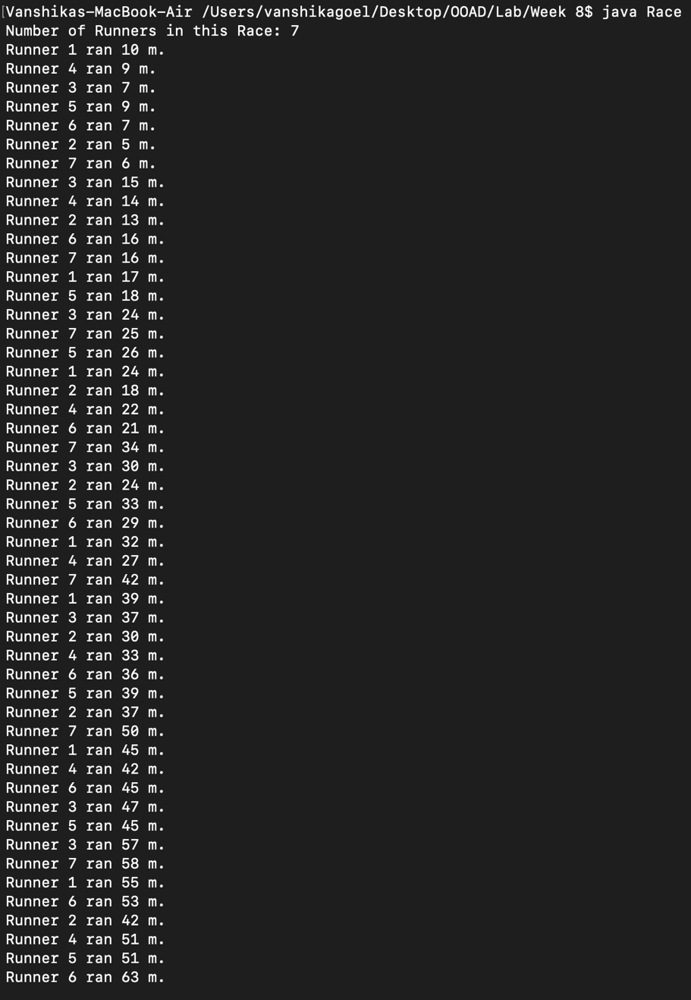 [Vanshikas-MacBook-Air /Users/vanshikagoel/Desktop/OOAD/Lab/Week 8$ java Race
Number of Runners in this Race: 7
Runner 1 ran 10 m.
Runner 4 ran 9 m.
Runner 3 ran 7 m.
Runner 5 ran 9 m.
Runner 6 ran 7 m.
Runner 2 ran 5 m.
Runner 7 ran 6 m.
Runner 3 ran 15 m.
Runner 4 ran 14 m.
Runner 2 ran 13 m.
Runner 6 ran 16 m.
Runner 7 ran 16 m.
Runner 1 ran 17 m.
Runner 5 ran 18 m.
Runner 3 ran 24 m.
Runner 7 ran 25 m.
Runner 5 ran 26 m.
Runner 1 ran 24 m.
Runner 2 ran 18 m.
Runner 4 ran 22 m.
Runner 6 ran 21 m.
Runner 7 ran 34 m.
Runner 3 ran 30 m.
Runner 2 ran 24 m.
Runner 5 ran 33 m.
Runner 6 ran 29 m.
Runner 1 ran 32 m.
Runner 4 ran 27 m.
Runner 7 ran 42 m.
Runner 1 ran 39 m.
Runner 3 ran 37 m.
Runner 2 ran 30 m.
Runner 4 ran 33 m.
Runner 6 ran 36 m.
Runner 5 ran 39 m.
Runner 2 ran 37 m.
Runner 7 ran 50 m.
Runner 1 ran 45 m.
Runner 4 ran 42 m.
Runner 6 ran 45 m.
Runner 3 ran 47 m.
Runner 5 ran 45 m.
Runner 3 ran 57 m.
Runner 7 ran 58 m.
Runner 1 ran 55 m.
Runner 6 ran 53 m.
Runner 2 ran 42 m.
Runner 4 ran 51 m.
Runner 5 ran 51 m.
Runner 6 ran 63 m.